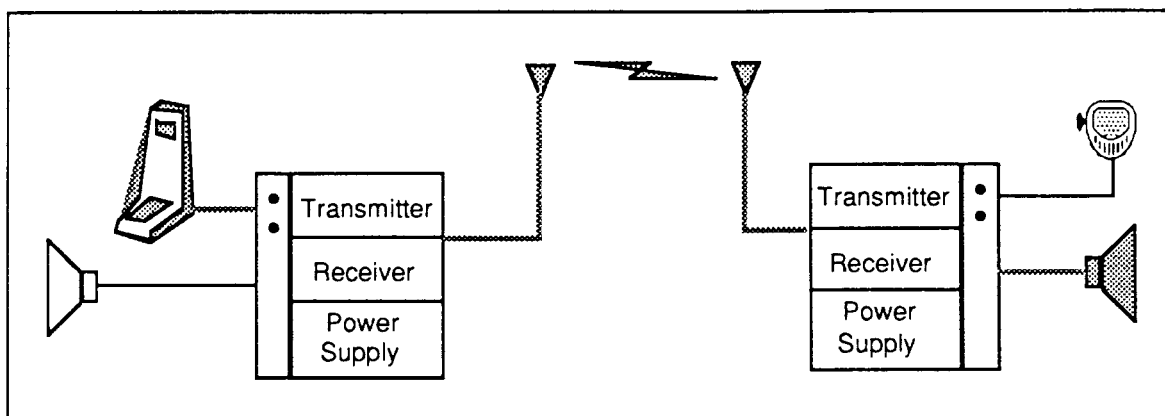 Transmitter
Receiver
Power
Supply
Transmitter
Receiver
Power
Supply